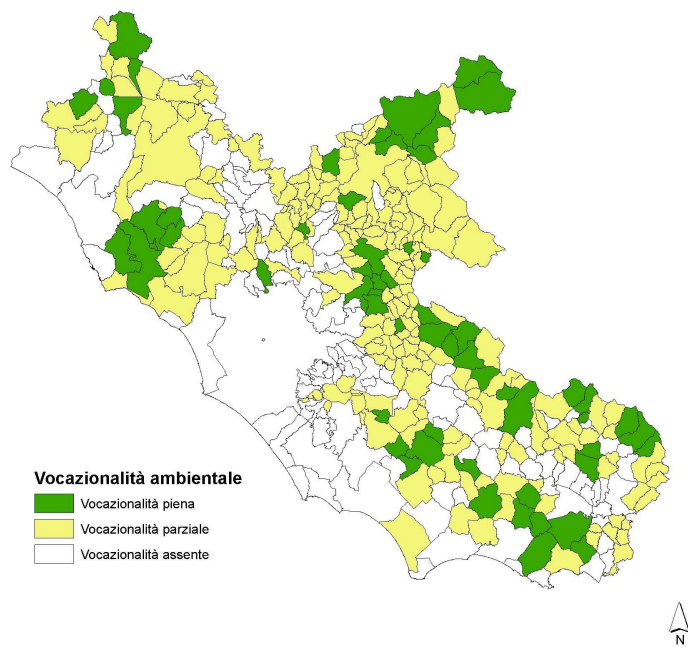 Vocazionalità ambientale
Vocazionalità piena
Vocazionalità parziale
Vocazionalità assente
N